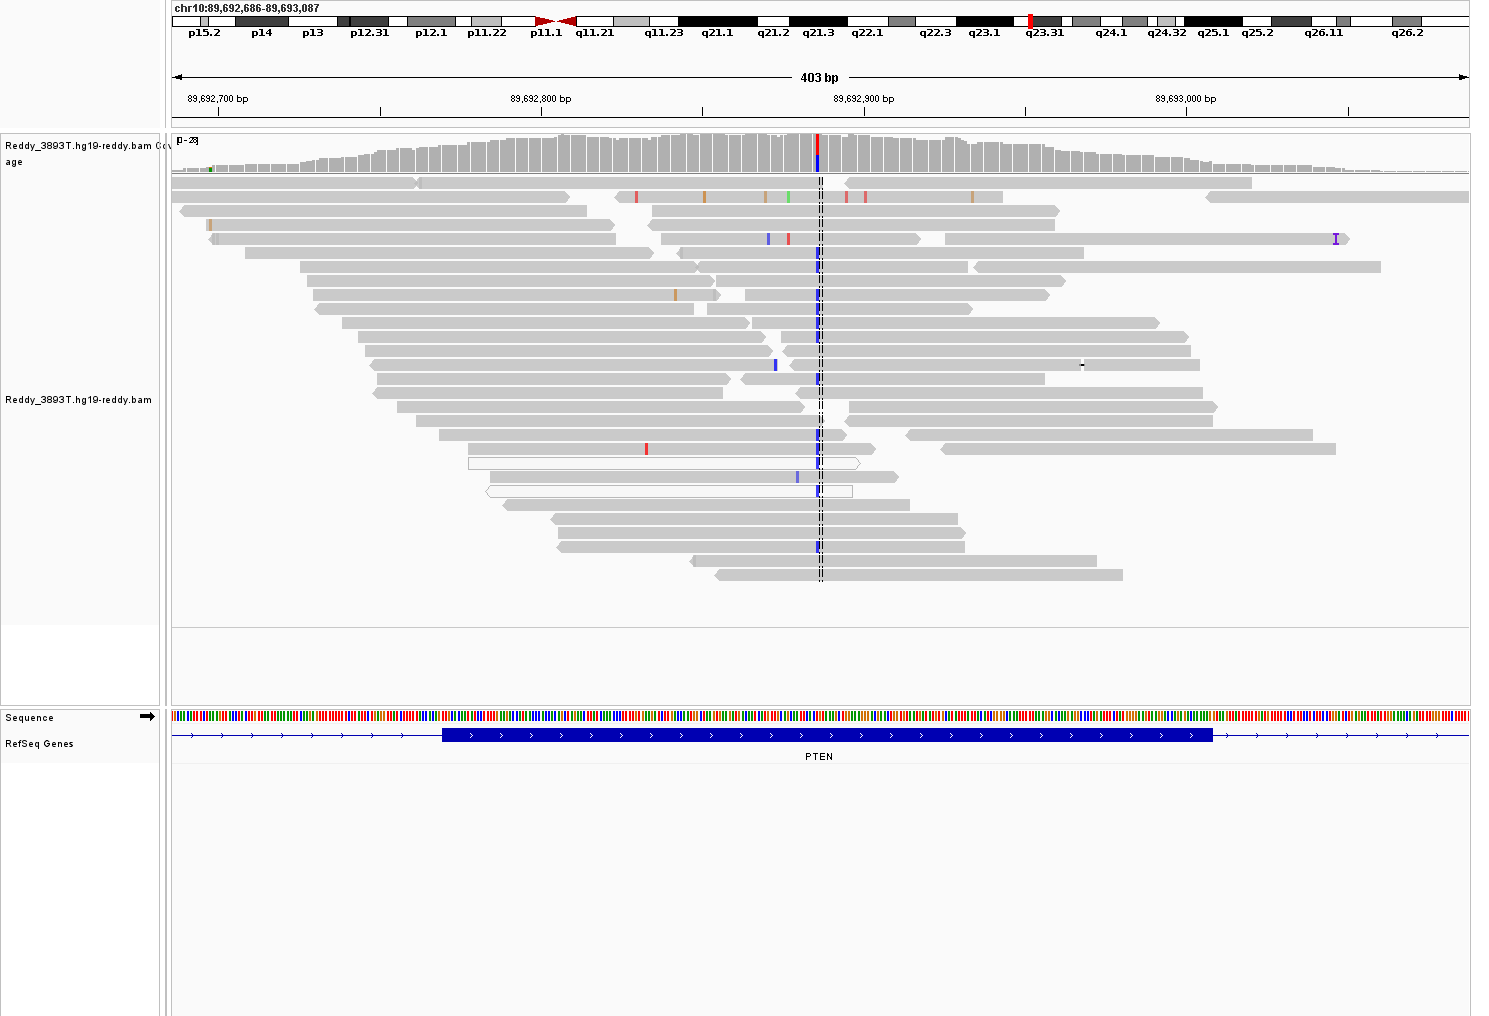 chr10:89,692,686-89,693,087
p15.2 p14 p13 p12.31 p12.1 p11.22 p11.1 q11.21 q11.23 q21.1 q21.2 q21.3 q22.1 q22.3 q23.1 q23.31 q24.1 q24.32 q25.1 q25.2 q26.11 q26.2
403 bp
89,692,700 bp 89,692,800 bp 89,692,900 bp 89,693,000 bp
[0-28]
Reddy_3893T.hg19-reddy.bam Cov
age
Reddy_3893T.hg19-reddy.bam
Sequence
RefSeq Genes
PTEN